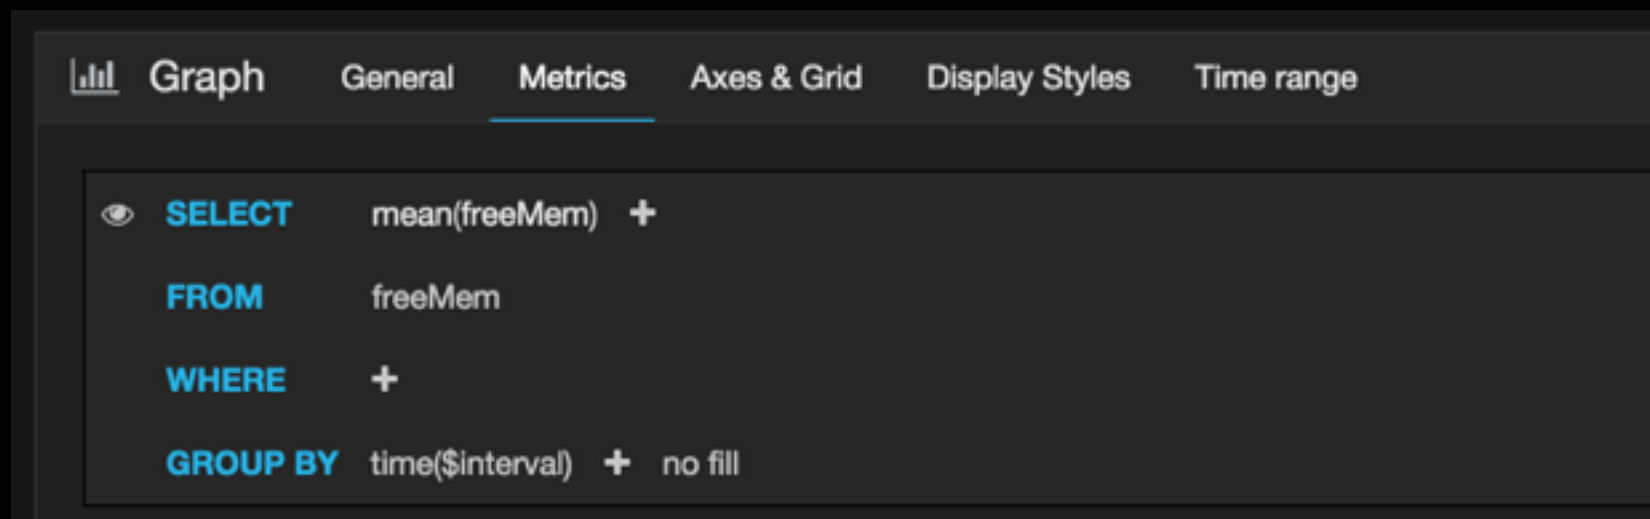 Graph General Metrics Axes & Grid Display Styles Time range
SELECT mean(freeMem) +
FROM freeMem
WHERE +
GROUP BY time($interval) + no fill